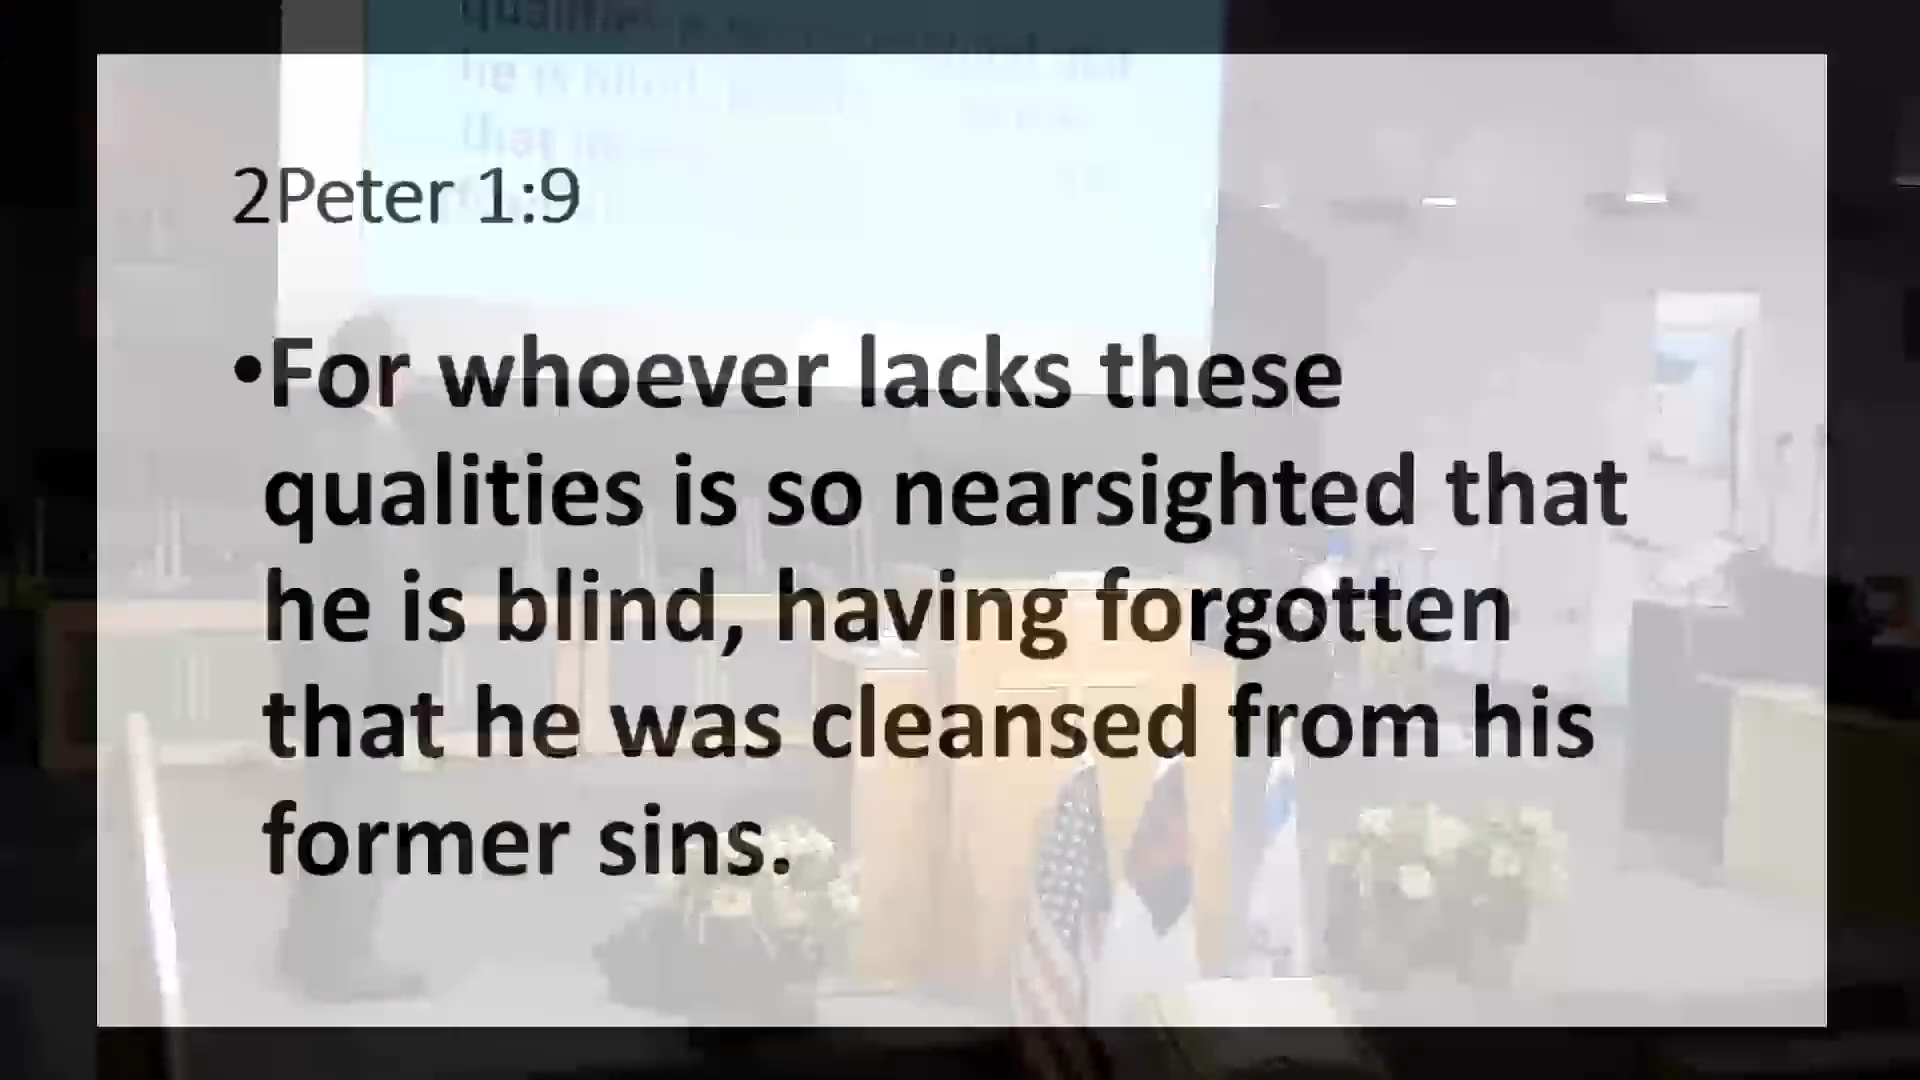 2Peter 1:9
•For whoever lacks these
qualities is so nearsighted that
he is blind, having forgotten
that he was cleansed from his
former sins.